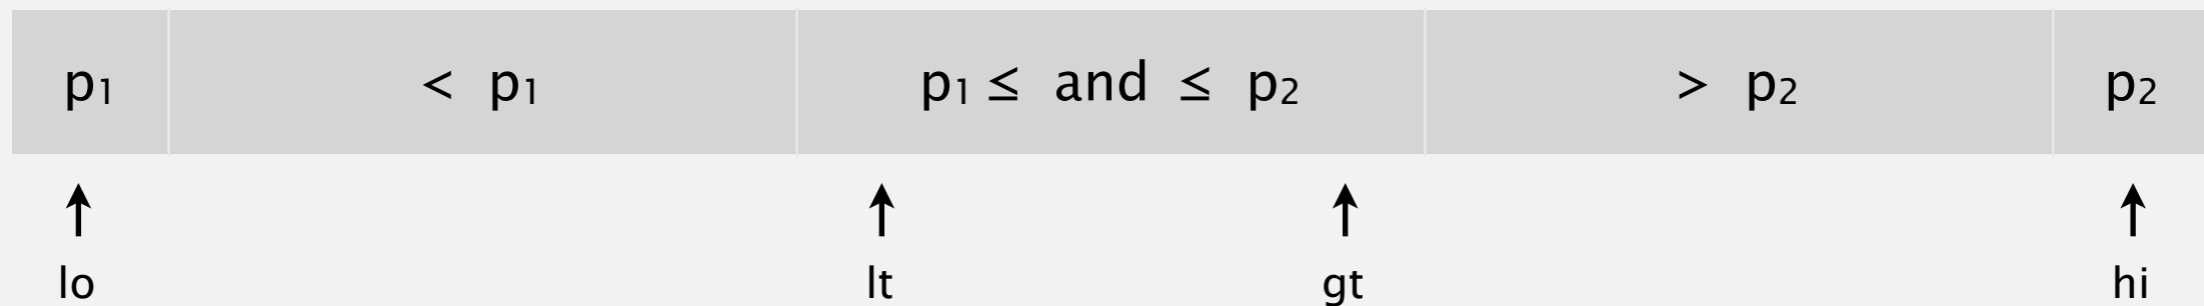 p₁ < p₁ p₁ ≤ and ≤ p₂ > p₂ p₂
lo lt gt hi